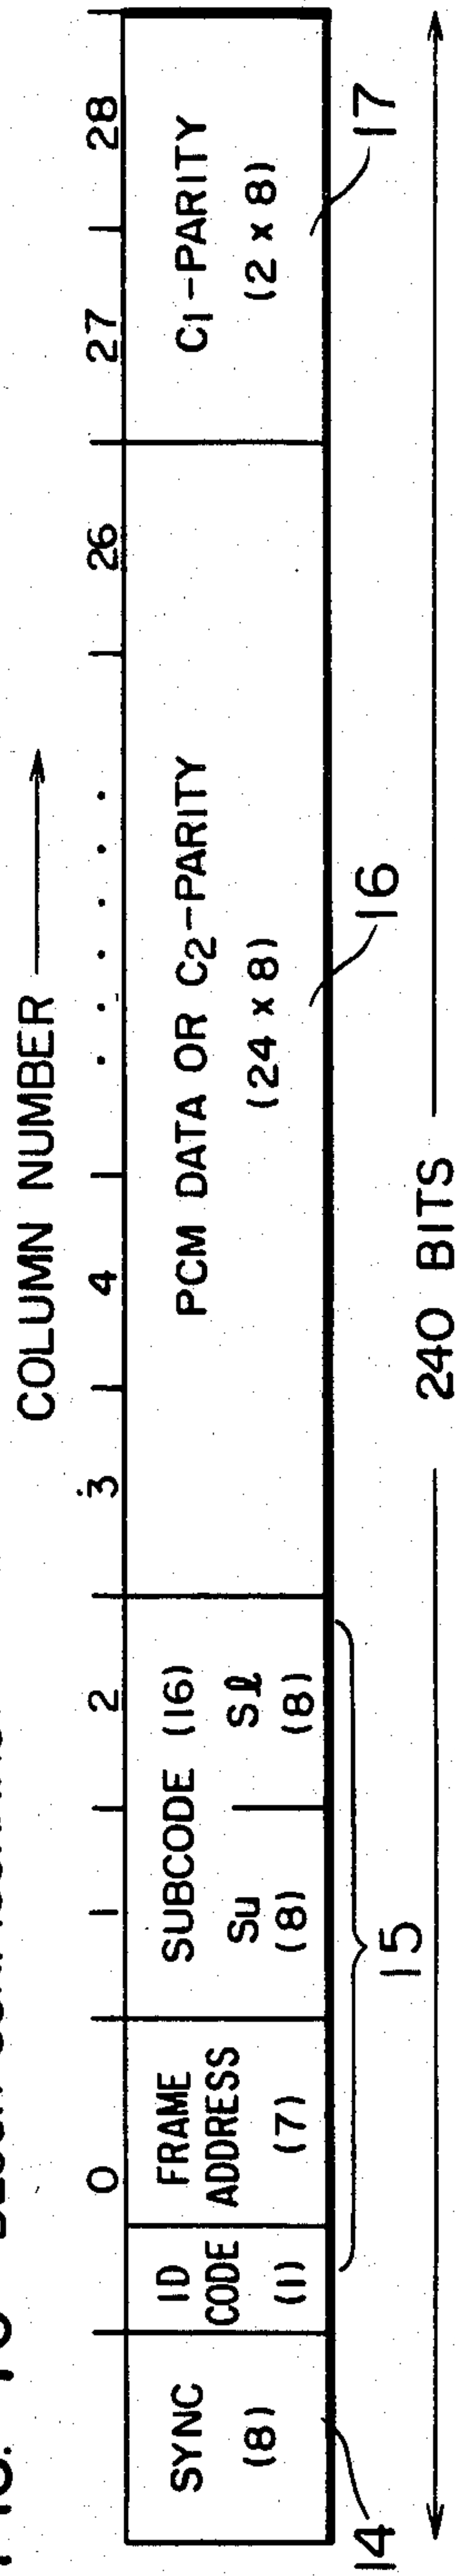 COLUMN NUMBER
0 1 2 3 4 26 27 28
SYNC
(8)
ID
CODE
(1)
FRAME
ADDRESS
(7)
SUBCODE (16)
Su
(8)
Sℓ
(8)
PCM DATA OR C2-PARITY
(24 x 8)
C1-PARITY
(2 x 8)
14
15
16
17
240 BITS